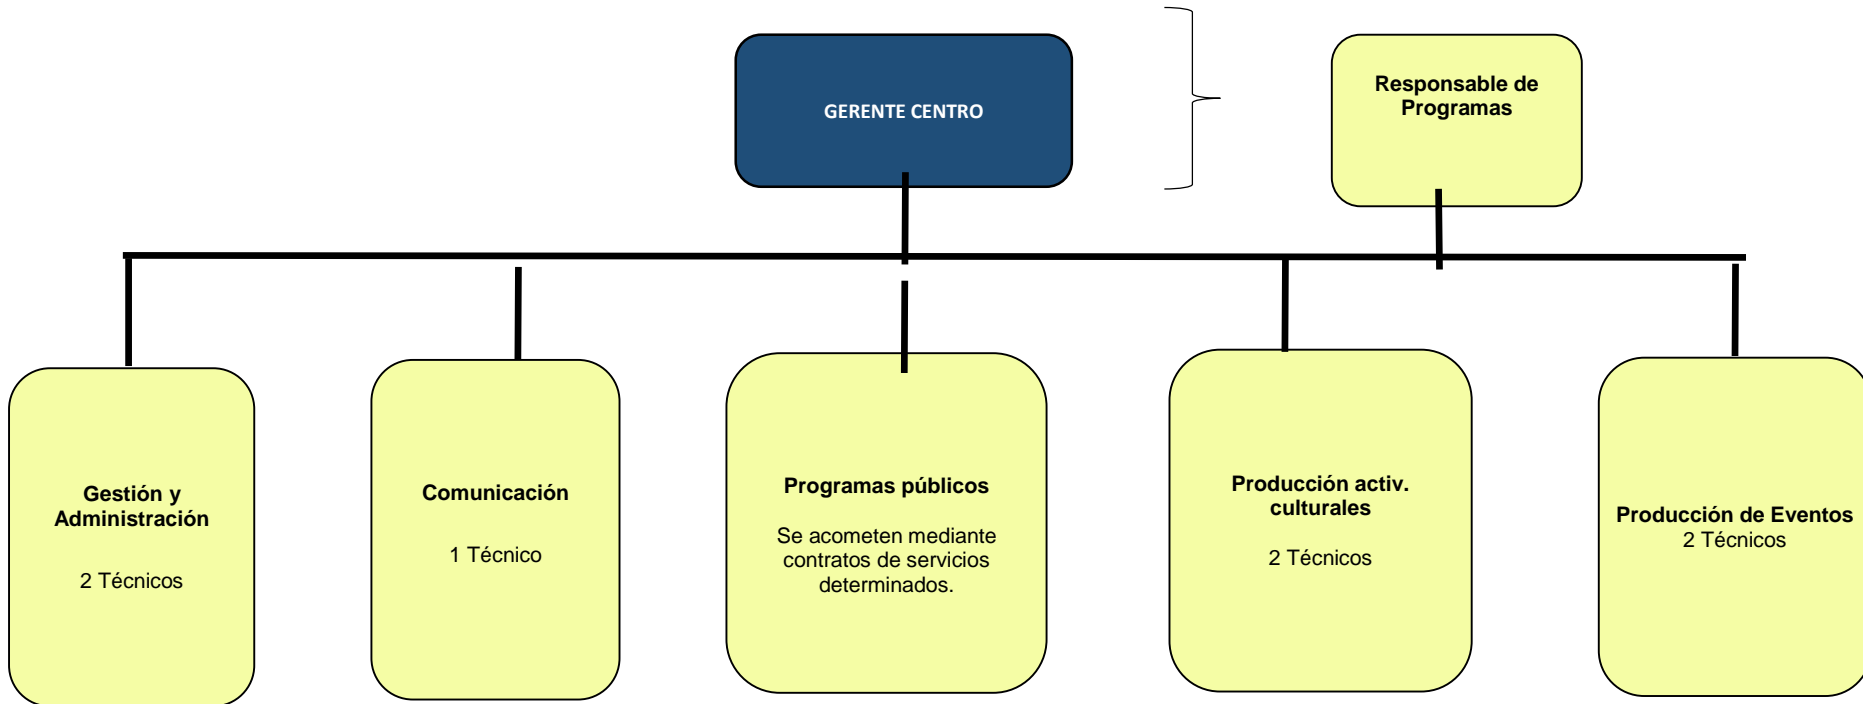 GERENTE CENTRO
Responsable de
Programas
Gestión y
Administración
2 Técnicos
Comunicación
1 Técnico
Programas públicos
Se acometen mediante
contratos de servicios
determinados.
Producción activ.
culturales
2 Técnicos
Producción de Eventos
2 Técnicos